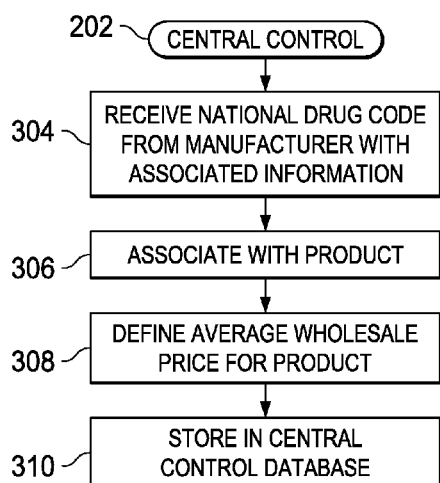 202
CENTRAL CONTROL
304
RECEIVE NATIONAL DRUG CODE
FROM MANUFACTURER WITH
ASSOCIATED INFORMATION
306
ASSOCIATE WITH PRODUCT
308
DEFINE AVERAGE WHOLESALE
PRICE FOR PRODUCT
310
STORE IN CENTRAL
CONTROL DATABASE